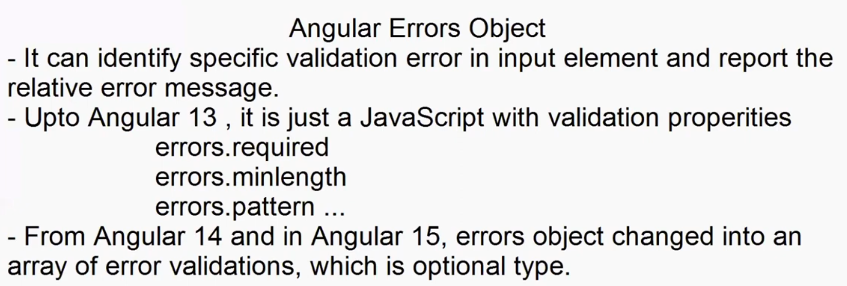 Angular Errors Object
- It can identify specific validation error in input element and report the
relative error message.
- Upto Angular 13 , it is just a JavaScript with validation properities
errors.required
errors.minlength
errors.pattern ...
- From Angular 14 and in Angular 15, errors object changed into an
array of error validations, which is optional type.